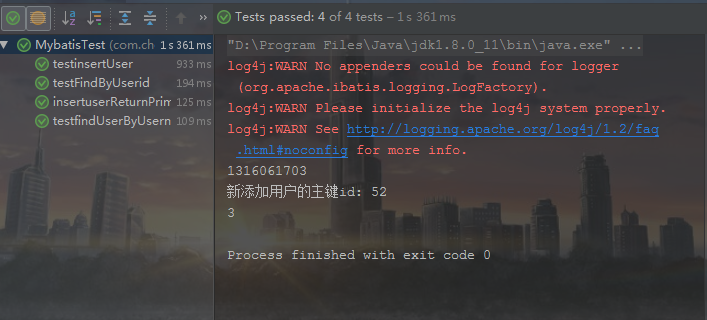 Tests passed: 4 of 4 tests – 1 s 361 ms
MybatisTest (com.ch 1 s 361 ms
testinsertUser 933 ms
testFindByUserid 194 ms
insertuserReturnPrim 125 ms
testfindUserByUsern 109 ms
"D:\Program Files\Java\jdk1.8.0_11\bin\java.exe" ...
log4j:WARN No appenders could be found for logger
(org.apache.ibatis.logging.LogFactory).
log4j:WARN Please initialize the log4j system properly.
log4j:WARN See http://logging.apache.org/log4j/1.2/faq
.html#noconfig for more info.
1316061703
新添加用户的主键id: 52
3
Process finished with exit code 0